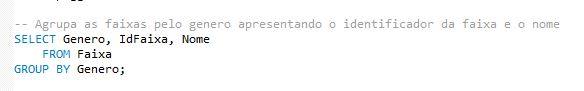 -- Agrupa as faixas pelo genero apresentando o identificador da faixa e o nome
SELECT Genero, IdFaixa, Nome
FROM Faixa
GROUP BY Genero;